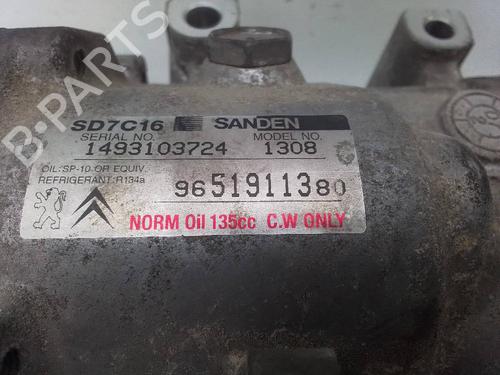 B-PARTS
SD7C16 SANDEN
SERIAL NO. MODEL NO.
1493103724 1308
OIL:SP-10 OR EQUIV.
REFRIGERANT:R134a
9651911380
NORM Oil 135cc C.W ONLY